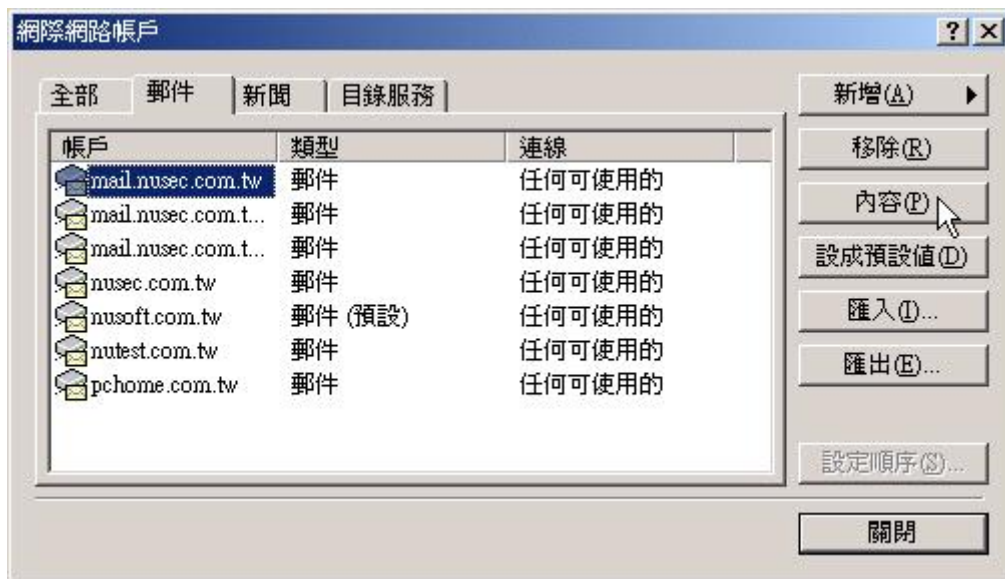 網際網路帳戶
全部 郵件 新聞 目錄服務
新增(A)
帳戶 類型 連線
移除(R)
mail.nusec.com.tw 郵件 任何可使用的
內容(P)
mail.nusec.com.t... 郵件 任何可使用的
mail.nusec.com.t... 郵件 任何可使用的
設成預設值(D)
nusec.com.tw 郵件 任何可使用的
nusoft.com.tw 郵件 (預設) 任何可使用的
匯入(I)...
nutest.com.tw 郵件 任何可使用的
匯出(E)...
pchome.com.tw 郵件 任何可使用的
設定順序(S)...
關閉